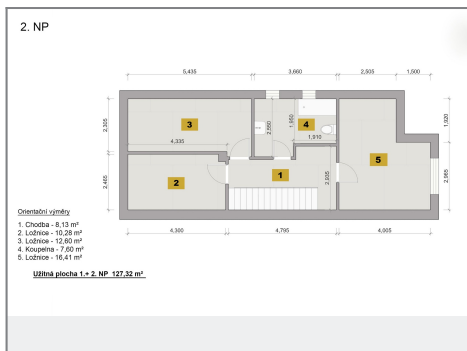 2. NP
5,435
3,660
2,505
1,500
2,305
3
2,650
1,950
4
1,910
1,920
4,335
5
2,465
2
1
2,935
2,965
4,300
4,795
4,005
Orientační výměry
1. Chodba - 8,13 m²
2. Ložnice - 10,28 m²
3. Ložnice - 12,60 m²
4. Koupelna - 7,60 m²
5. Ložnice - 16,41 m²
Užitná plocha 1.+ 2. NP 127,32 m²